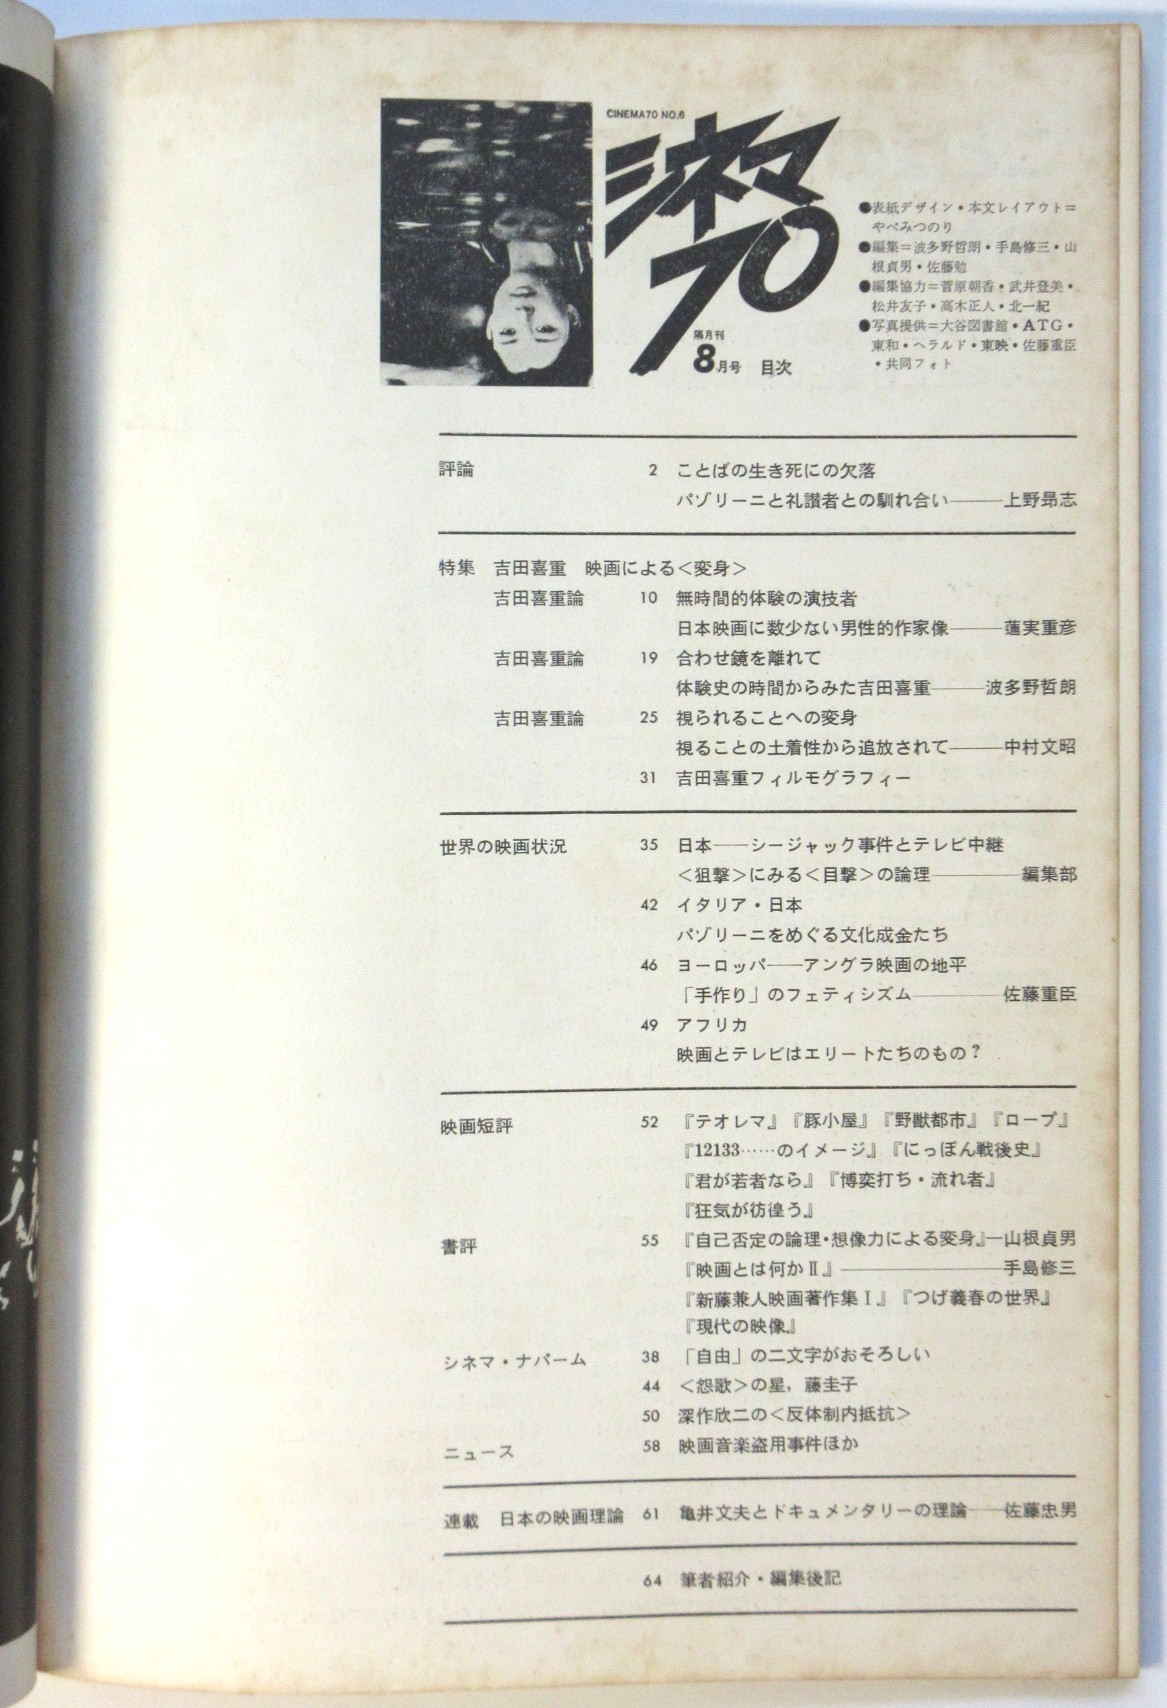 CINEMA70 NO.6
シネマ
70
隔月刊
8月号 目次
●表紙デザイン・本文レイアウト＝
やべみつのり
●編集＝波多野哲朗・手島修三・山
根貞男・佐藤勉
●編集協力＝菅原朝香・武井登美・
松井友子・高木正人・北一紀
●写真提供＝大谷図書館・ATG・
東和・ヘラルド・東映・佐藤重臣
・共同フォト
評論 2 ことばの生き死にの欠落
パゾリーニと礼讃者との馴れ合い―――上野昻志
特集 吉田喜重 映画による＜変身＞
吉田喜重論 10 無時間的体験の演技者
日本映画に数少ない男性的作家像―――蓮実重彦
吉田喜重論 19 合わせ鏡を離れて
体験史の時間からみた吉田喜重―――波多野哲朗
吉田喜重論 25 視られることへの変身
視ることの土着性から追放されて―――中村文昭
31 吉田喜重フィルモグラフィー
世界の映画状況 35 日本――シージャック事件とテレビ中継
＜狙撃＞にみる＜目撃＞の論理―――――編集部
42 イタリア・日本
パゾリーニをめぐる文化成金たち
46 ヨーロッパ――アングラ映画の地平
「手作り」のフェティシズム―――――佐藤重臣
49 アフリカ
映画とテレビはエリートたちのもの？
映画短評 52 『テオレマ』『豚小屋』『野獣都市』『ロープ』
『12133……のイメージ』『にっぽん戦後史』
『君が若者なら』『博奕打ち・流れ者』
『狂気が彷徨う』
書評 55 『自己否定の論理・想像力による変身』―山根貞男
『映画とは何かⅡ』―――――――――手島修三
『新藤兼人映画著作集Ⅰ』『つげ義春の世界』
『現代の映像』
シネマ・ナパーム 38 「自由」の二文字がおそろしい
44 ＜怨歌＞の星，藤圭子
50 深作欣二の＜反体制内抵抗＞
ニュース 58 映画音楽盗用事件ほか
連載 日本の映画理論 61 亀井文夫とドキュメンタリーの理論――佐藤忠男
64 筆者紹介・編集後記